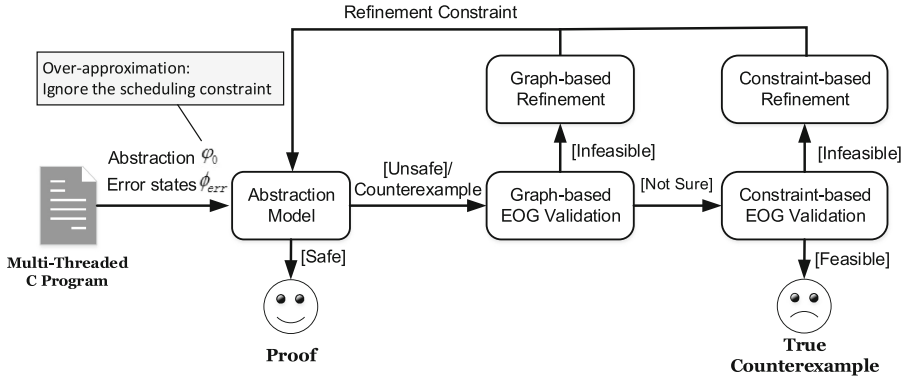 Refinement Constraint
Over-approximation:
Ignore the scheduling constraint
Graph-based
Refinement
Constraint-based
Refinement
Abstraction φ₀
Error states ϕ_err
[Unsafe]/
Counterexample
[Infeasible]
[Infeasible]
Abstraction
Model
Graph-based
EOG Validation
[Not Sure]
Constraint-based
EOG Validation
Multi-Threaded
C Program
[Safe]
[Feasible]
Proof
True
Counterexample